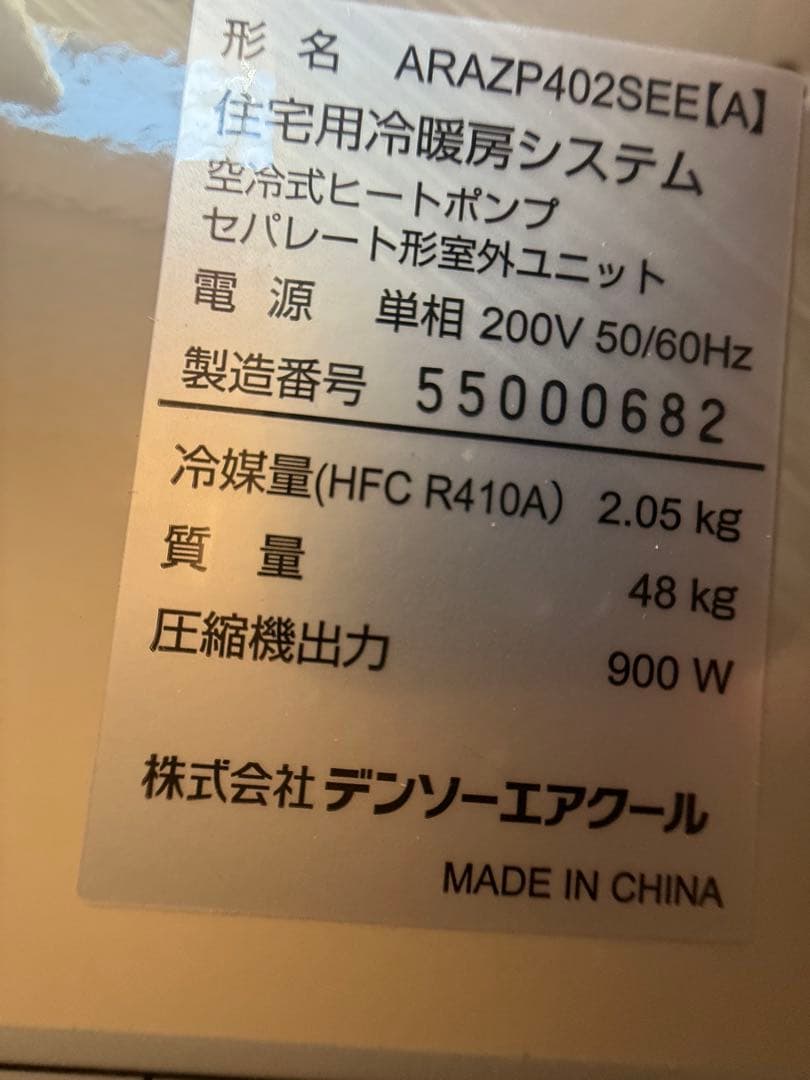 形 名 ARAZP402SEE【A】
住宅用冷暖房システム
空冷式ヒートポンプ
セパレート形室外ユニット
電 源 単相 200V 50/60Hz
製造番号 55000682
冷媒量(HFC R410A) 2.05 kg
質 量 48 kg
圧縮機出力 900 W
株式会社 デンソーエアクール
MADE IN CHINA